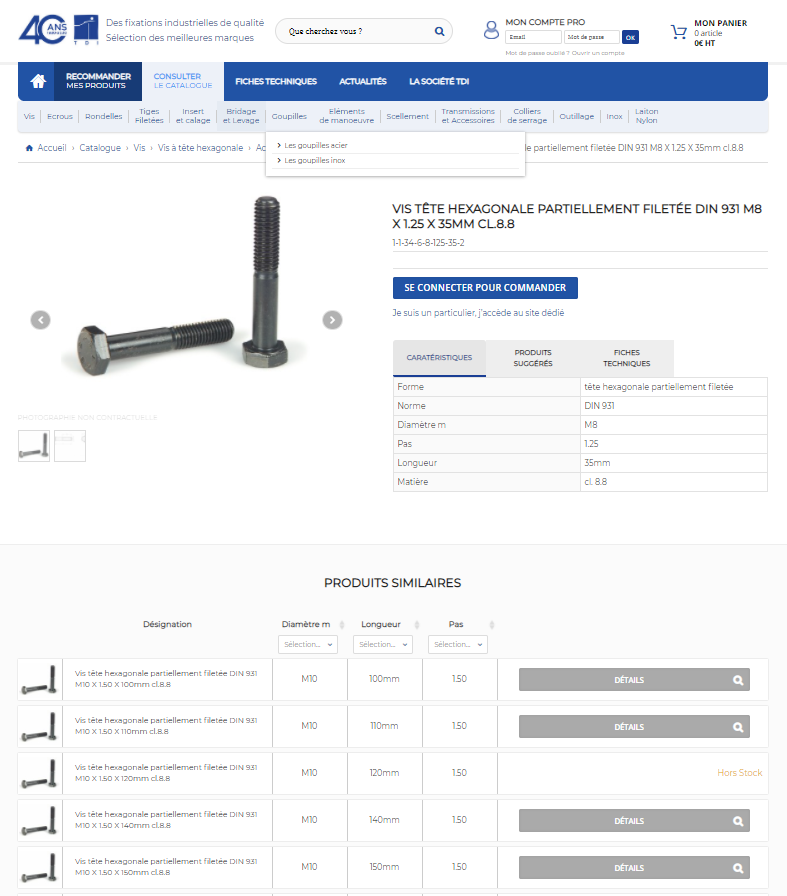 40 ANS
TDI
Des fixations industrielles de qualité
Sélection des meilleures marques
Que cherchez vous ?
MON COMPTE PRO
Email
Mot de passe
OK
Mot de passe oublié ? Ouvrir un compte
MON PANIER
0 article
0€ HT
RECOMMANDER
MES PRODUITS
CONSULTER
LE CATALOGUE
FICHES TECHNIQUES
ACTUALITÉS
LA SOCIÉTÉ TDI
Vis
Ecrous
Rondelles
Tiges
Filetées
Insert
et calage
Bridage
et Levage
Goupilles
Eléments
de manoeuvre
Scellement
Transmissions
et Accessoires
Colliers
de serrage
Outillage
Inox
Laiton
Nylon
Les goupilles acier
Les goupilles inox
Accueil › Catalogue › Vis › Vis à tête hexagonale ›
partiellement filetée DIN 931 M8 X 1.25 X 35mm cl.8.8
VIS TÊTE HEXAGONALE PARTIELLEMENT FILETÉE DIN 931 M8
X 1.25 X 35MM CL.8.8
1-1-34-6-8-125-35-2
SE CONNECTER POUR COMMANDER
Je suis un particulier, j'accède au site dédié
PHOTOGRAPHIE NON CONTRACTUELLE
CARATÉRISTIQUES
PRODUITS
SUGGÉRÉS
FICHES
TECHNIQUES
Forme tête hexagonale partiellement filetée
Norme DIN 931
Diamètre m M8
Pas 1.25
Longueur 35mm
Matière cl. 8.8
PRODUITS SIMILAIRES
Désignation Diamètre m Longueur Pas
Sélection... Sélection... Sélection...
Vis tête hexagonale partiellement filetée DIN 931
M10 X 1.50 X 100mm cl.8.8
M10 100mm 1.50 DÉTAILS
Vis tête hexagonale partiellement filetée DIN 931
M10 X 1.50 X 110mm cl.8.8
M10 110mm 1.50 DÉTAILS
Vis tête hexagonale partiellement filetée DIN 931
M10 X 1.50 X 120mm cl.8.8
M10 120mm 1.50 Hors Stock
Vis tête hexagonale partiellement filetée DIN 931
M10 X 1.50 X 140mm cl.8.8
M10 140mm 1.50 DÉTAILS
Vis tête hexagonale partiellement filetée DIN 931
M10 X 1.50 X 150mm cl.8.8
M10 150mm 1.50 DÉTAILS